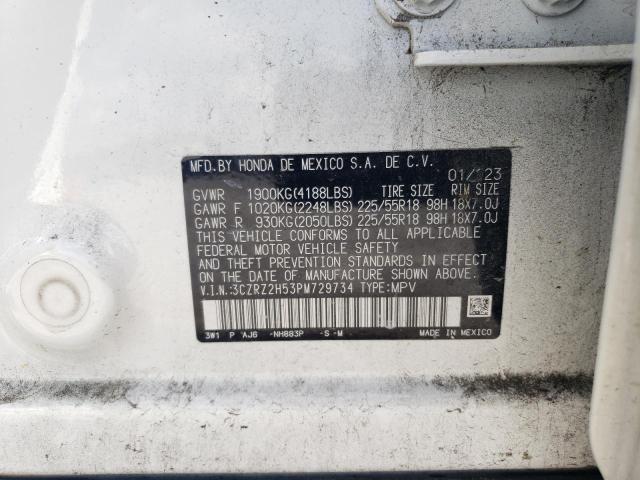 MFD.BY HONDA DE MEXICO S.A. DE C.V.
01/23
GVWR 1900KG(4188LBS) TIRE SIZE RIM SIZE
GAWR F 1020KG(2248LBS) 225/55R18 98H 18X7.0J
GAWR R 930KG(2050LBS) 225/55R18 98H 18X7.0J
THIS VEHICLE CONFORMS TO ALL APPLICABLE
FEDERAL MOTOR VEHICLE SAFETY
AND THEFT PREVENTION STANDARDS IN EFFECT
ON THE DATE OF MANUFACTURE SHOWN ABOVE.
V.I.N.:3CZRZ2H53PM729734 TYPE:MPV
3W1 P AJ6 -NH883P -S-M MADE IN MEXICO